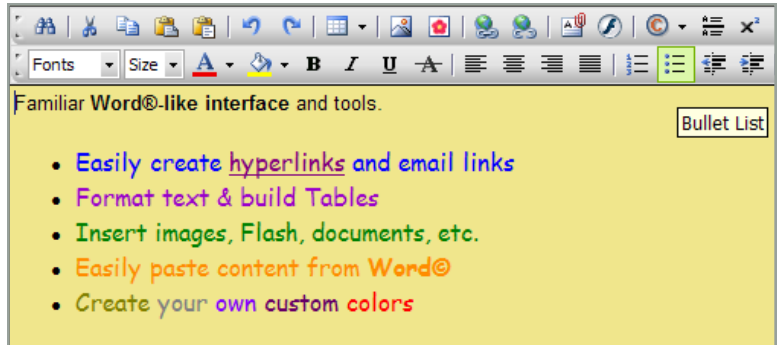 Fonts Size A B I U A
Familiar Word®-like interface and tools.
Bullet List
Easily create hyperlinks and email links
Format text & build Tables
Insert images, Flash, documents, etc.
Easily paste content from Word©
Create your own custom colors